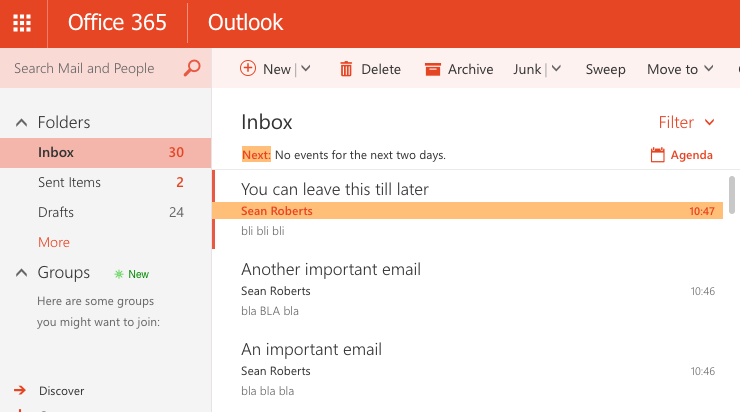 Office 365 Outlook
Search Mail and People
New Delete Archive Junk Sweep Move to
Folders
Inbox 30
Sent Items 2
Drafts 24
More
Groups New
Here are some groups
you might want to join:
Discover
Inbox
Filter
Next: No events for the next two days.
Agenda
You can leave this till later
Sean Roberts 10:47
bli bli bli
Another important email
Sean Roberts 10:46
bla BLA bla
An important email
Sean Roberts 10:46
bla bla bla